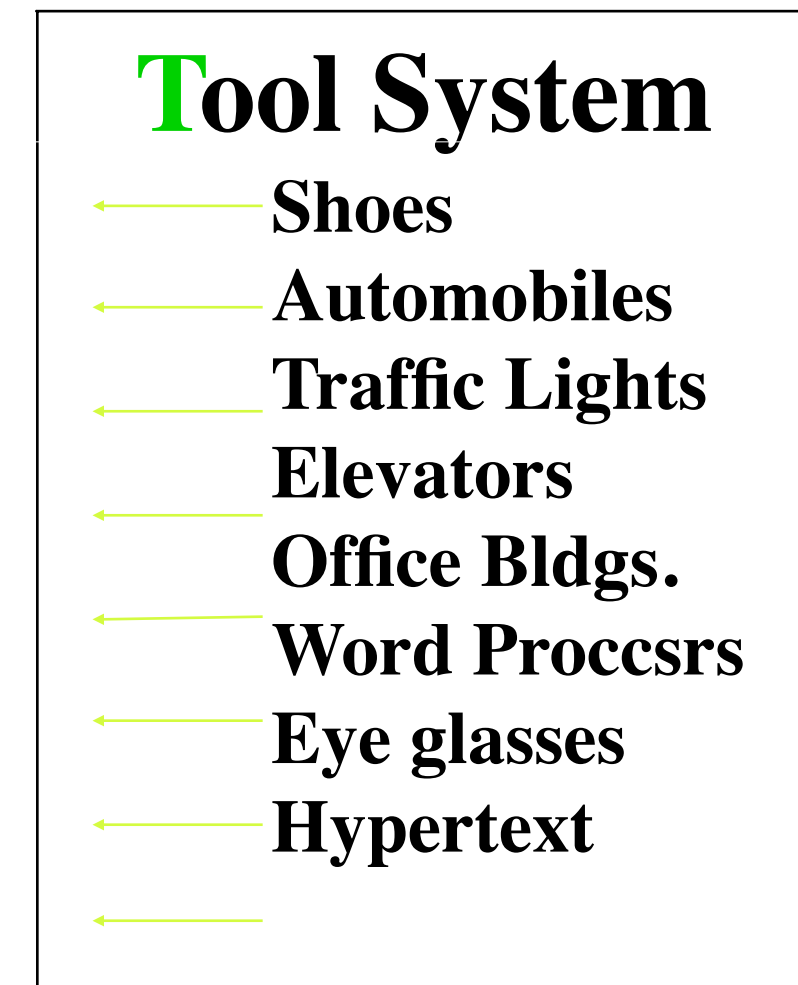 Tool System
Shoes
Automobiles
Traffic Lights
Elevators
Office Bldgs.
Word Proccsrs
Eye glasses
Hypertext